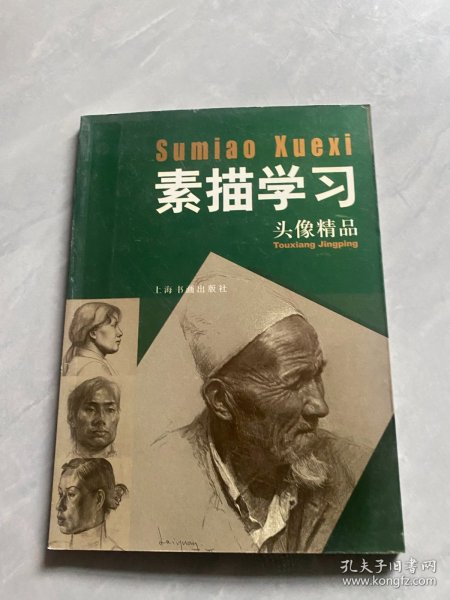 Sumiao Xuexi
素描学习
头像精品
Touxiang Jingping
上海书画出版社
孔夫子旧书网
www.kongfz.com